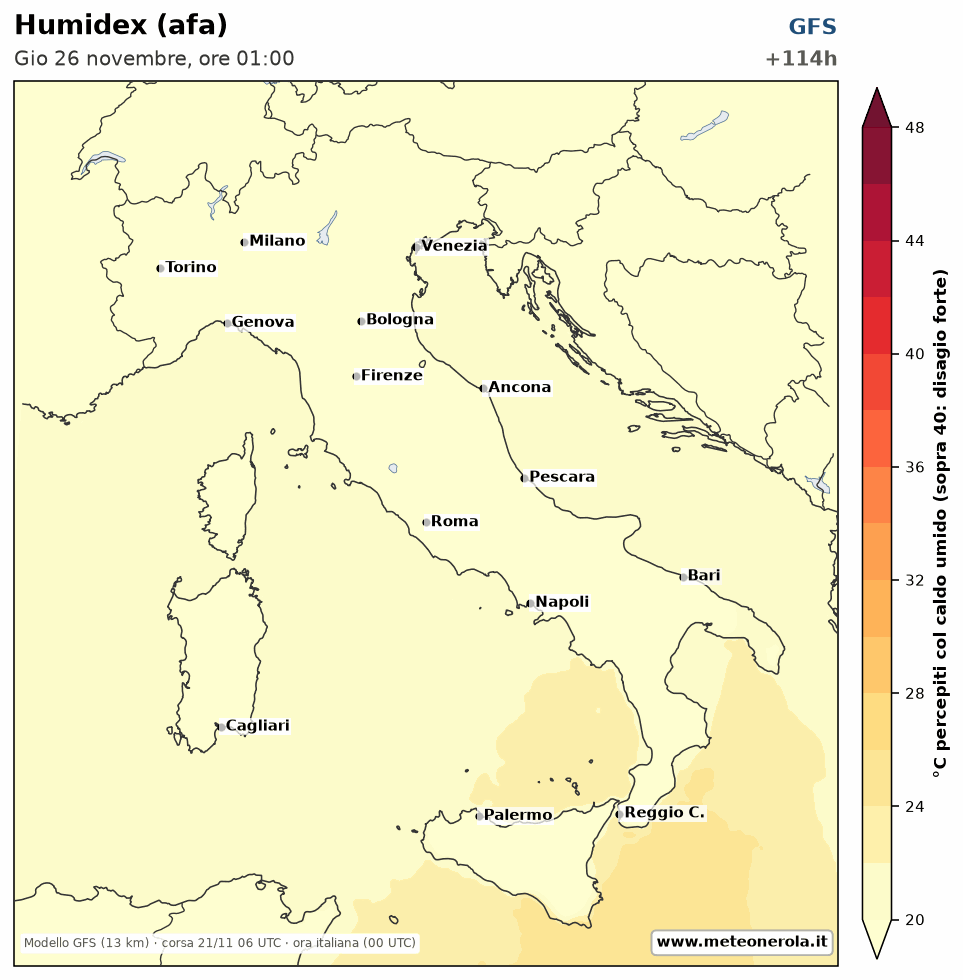 Humidex (afa)
GFS
Gio 26 novembre, ore 01:00
+114h
48
44
40
36
32
28
24
20
°C percepiti col caldo umido (sopra 40: disagio forte)
Milano
Venezia
Torino
Genova
Bologna
Firenze
Ancona
Pescara
Roma
Bari
Napoli
Cagliari
Palermo
Reggio C.
Modello GFS (13 km) · corsa 21/11 06 UTC · ora italiana (00 UTC)
www.meteonerola.it